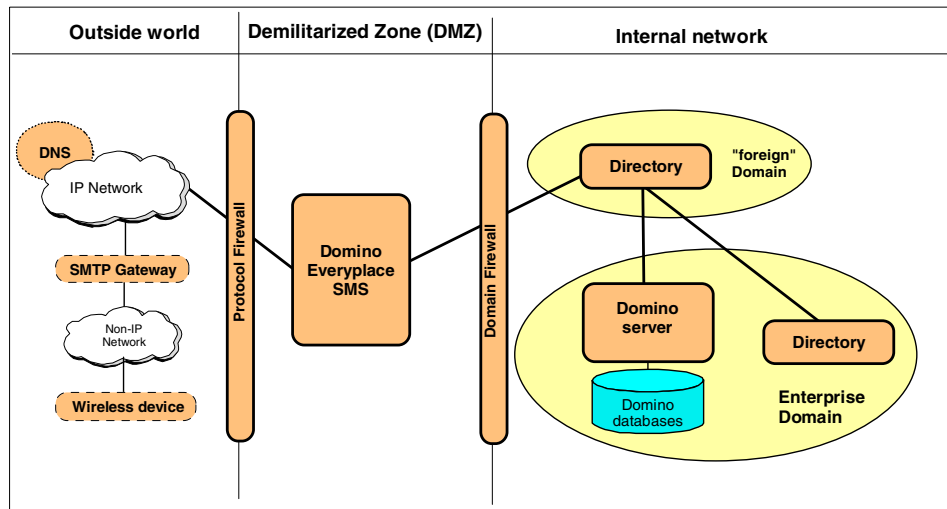 Outside world
Demilitarized Zone (DMZ)
Internal network
DNS
IP Network
SMTP Gateway
Non-IP
Network
Wireless device
Protocol Firewall
Domino
Everyplace
SMS
Domain Firewall
Directory
"foreign"
Domain
Domino
server
Directory
Domino
databases
Enterprise
Domain